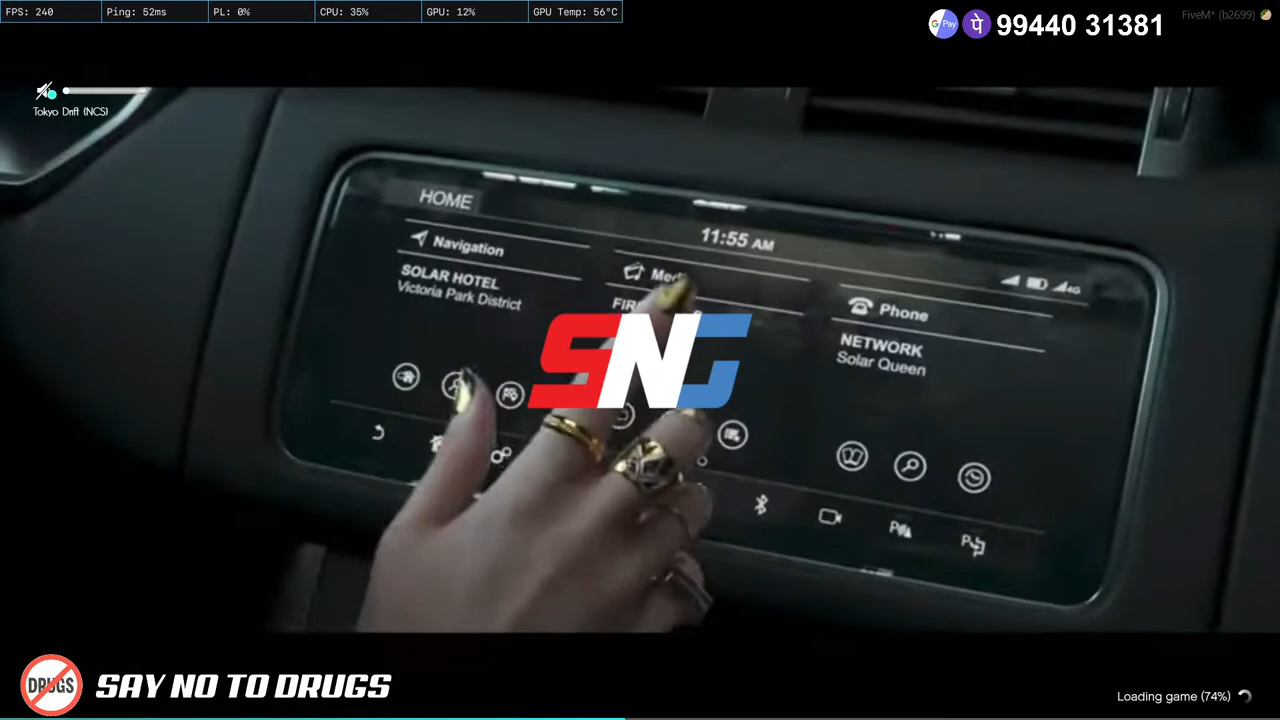 FPS: 240 Ping: 52ms PL: 0% CPU: 35% GPU: 12% GPU Temp: 56°C
G Pay पे 99440 31381
FiveM* (b2699)
Tokyo Drift (NCS)
HOME
11:55 AM
Navigation
SOLAR HOTEL
Victoria Park District
4G
Phone
NETWORK
Solar Queen
SNG
DRUGS
SAY NO TO DRUGS
Loading game (74%)